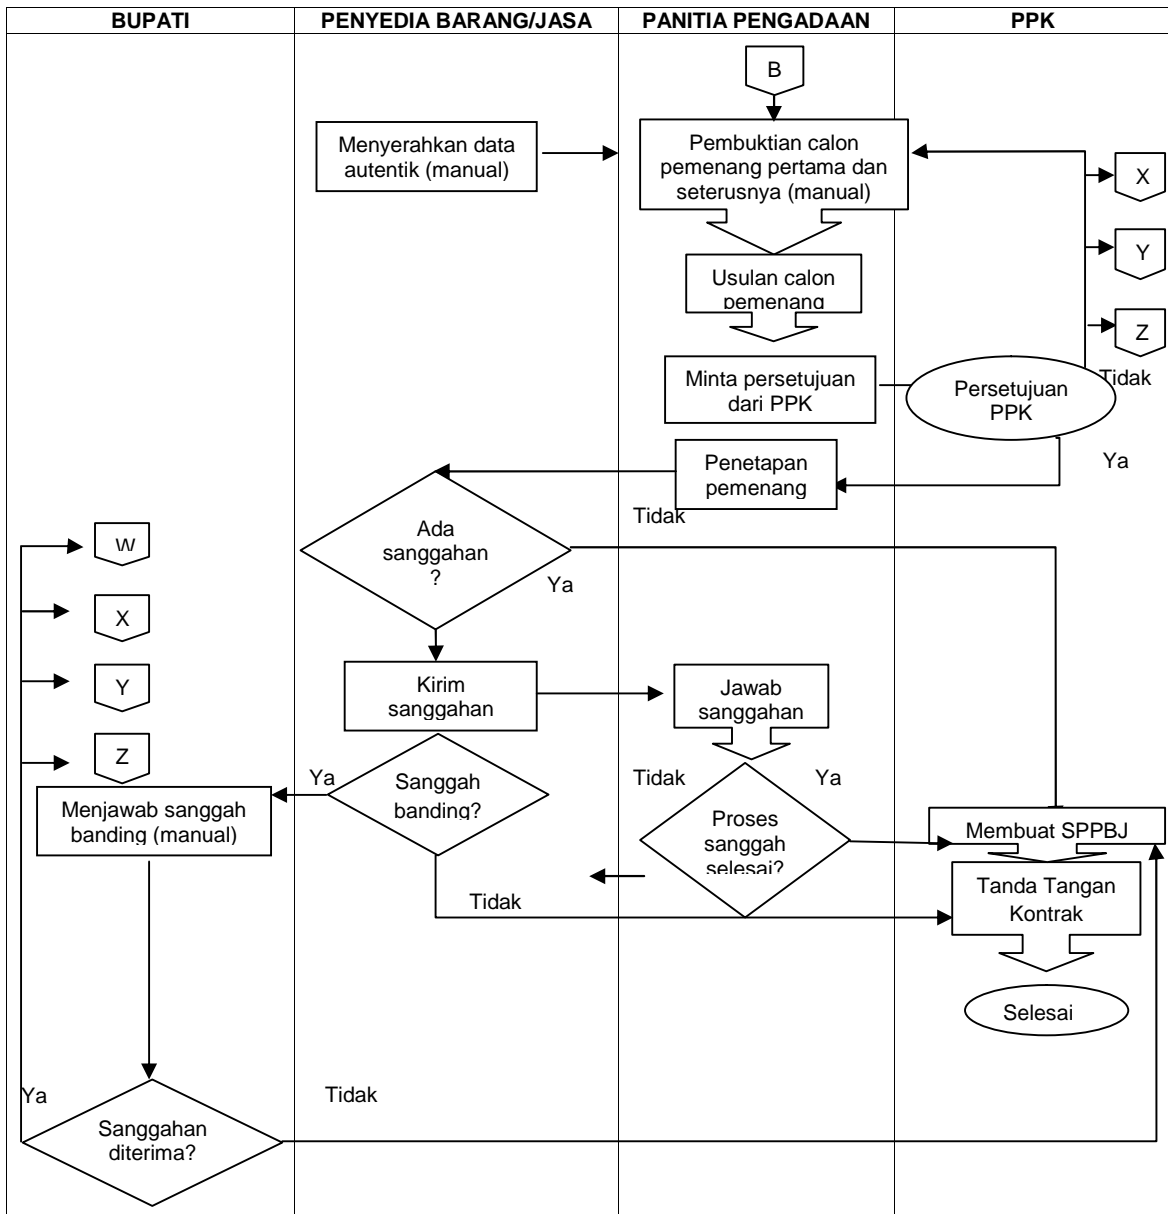 BUPATI
PENYEDIA BARANG/JASA
PANITIA PENGADAAN
PPK
B
Menyerahkan data
autentik (manual)
Pembuktian calon
pemenang pertama dan
seterusnya (manual)
X
Y
Z
Usulan calon
pemenang
Minta persetujuan
dari PPK
Persetujuan
PPK
Tidak
Ya
Penetapan
pemenang
Tidak
Ada
sanggahan
?
Ya
W
X
Y
Z
Kirim
sanggahan
Jawab
sanggahan
Ya
Sanggah
banding?
Tidak
Ya
Menjawab sanggah
banding (manual)
Proses
sanggah
selesai?
Membuat SPPBJ
Tidak
Tanda Tangan
Kontrak
Selesai
Ya
Tidak
Sanggahan
diterima?